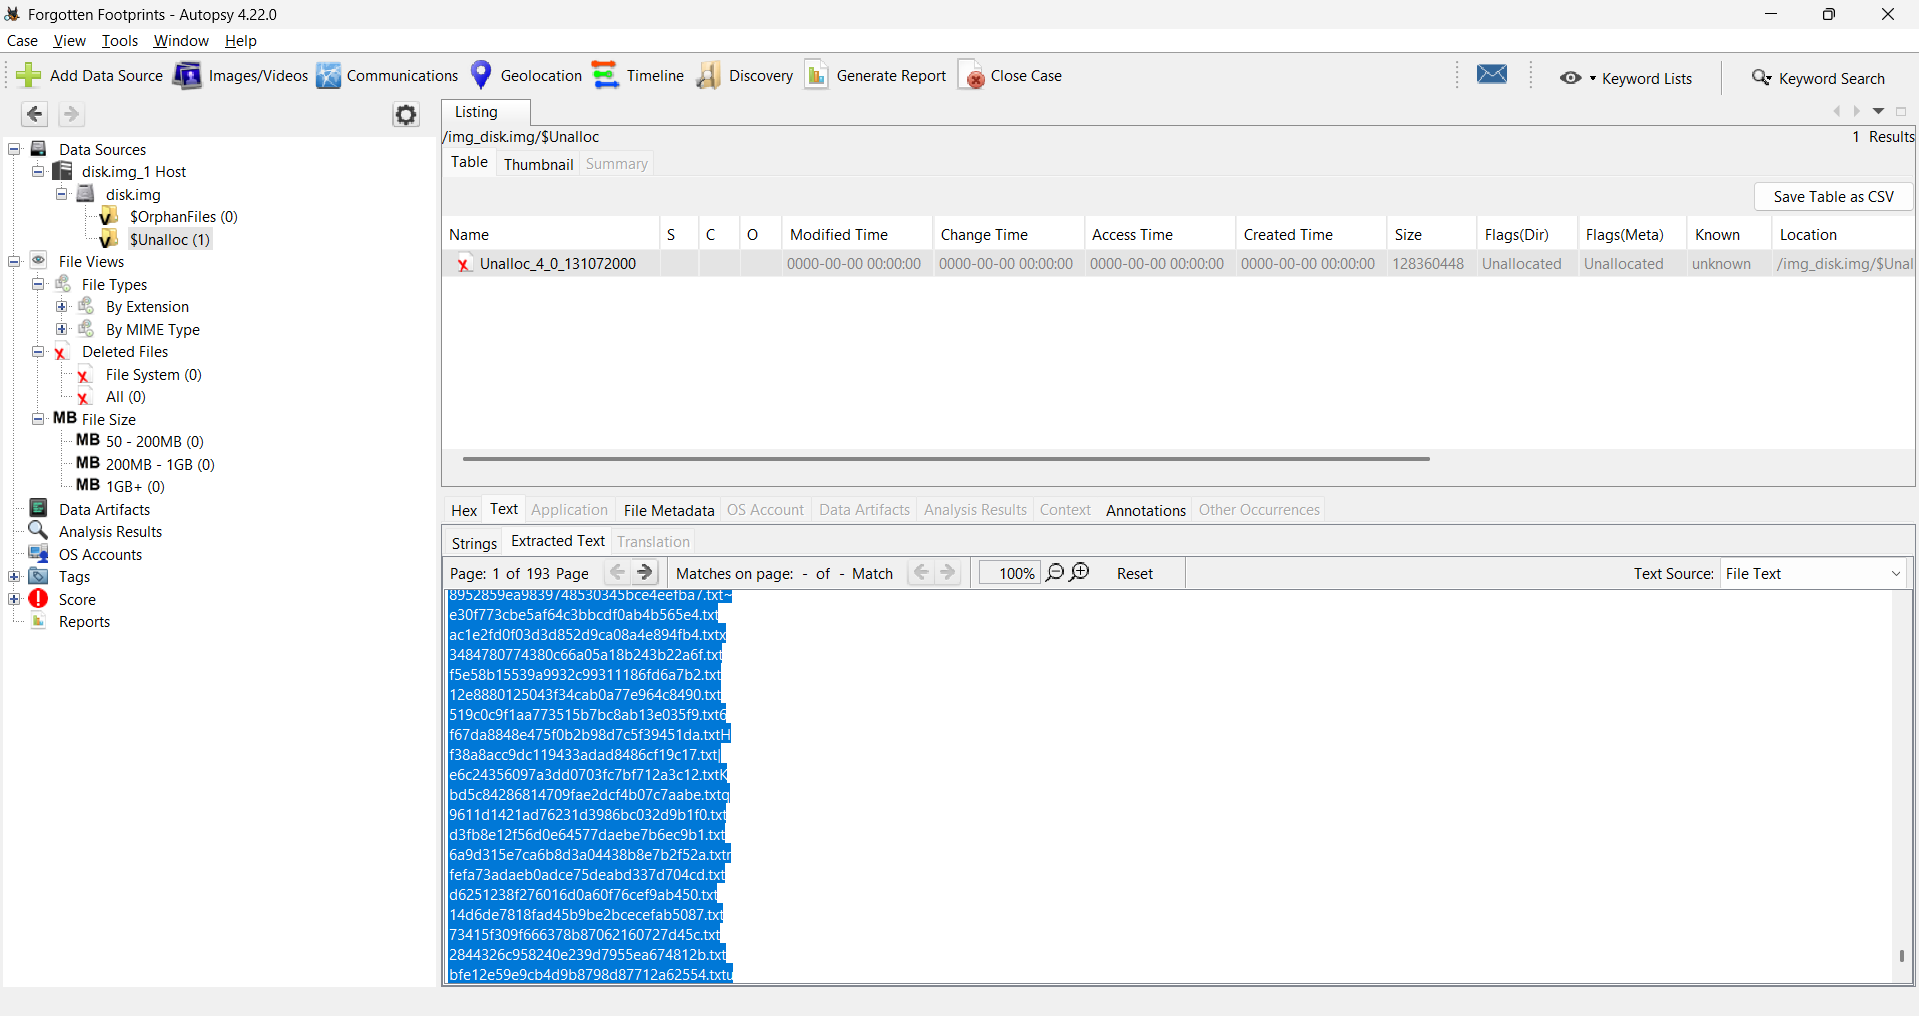 Forgotten Footprints - Autopsy 4.22.0
Case View Tools Window Help
Add Data Source Images/Videos Communications Geolocation Timeline Discovery Generate Report Close Case Keyword Lists Keyword Search
Listing
/img_disk.img/$Unalloc 1 Results
Table Thumbnail Summary
Save Table as CSV
Name S C O Modified Time Change Time Access Time Created Time Size Flags(Dir) Flags(Meta) Known Location
Unalloc_4_0_131072000 0000-00-00 00:00:00 0000-00-00 00:00:00 0000-00-00 00:00:00 0000-00-00 00:00:00 128360448 Unallocated Unallocated unknown /img_disk.img/$Unal
Data Sources
disk.img_1 Host
disk.img
$OrphanFiles (0)
$Unalloc (1)
File Views
File Types
By Extension
By MIME Type
Deleted Files
File System (0)
All (0)
MB File Size
MB 50 - 200MB (0)
MB 200MB - 1GB (0)
MB 1GB+ (0)
Data Artifacts
Analysis Results
OS Accounts
Tags
Score
Reports
Hex Text Application File Metadata OS Account Data Artifacts Analysis Results Context Annotations Other Occurrences
Strings Extracted Text Translation
Page: 1 of 193 Page Matches on page: - of - Match 100% Reset Text Source: File Text
8952859ea9839748530345bce4eefba7.txt~
e30f773cbe5af64c3bbcdf0ab4b565e4.txt
ac1e2fd0f03d3d852d9ca08a4e894fb4.txtx
3484780774380c66a05a18b243b22a6f.txt
f5e58b15539a9932c99311186fd6a7b2.txt
12e8880125043f34cab0a77e964c8490.txt
519c0c9f1aa773515b7bc8ab13e035f9.txt6
f67da8848e475f0b2b98d7c5f39451da.txtH
f38a8acc9dc119433adad8486cf19c17.txt|
e6c24356097a3dd0703fc7bf712a3c12.txtK
bd5c84286814709fae2dcf4b07c7aabe.txtq
9611d1421ad76231d3986bc032d9b1f0.txt
d3fb8e12f56d0e64577daebe7b6ec9b1.txt
6a9d315e7ca6b8d3a04438b8e7b2f52a.txtr
fefa73adaeb0adce75deabd337d704cd.txt
d6251238f276016d0a60f76cef9ab450.txt
14d6de7818fad45b9be2bcecefab5087.txt
73415f309f666378b87062160727d45c.txt
2844326c958240e239d7955ea674812b.txt
bfe12e59e9cb4d9b8798d87712a62554.txtu